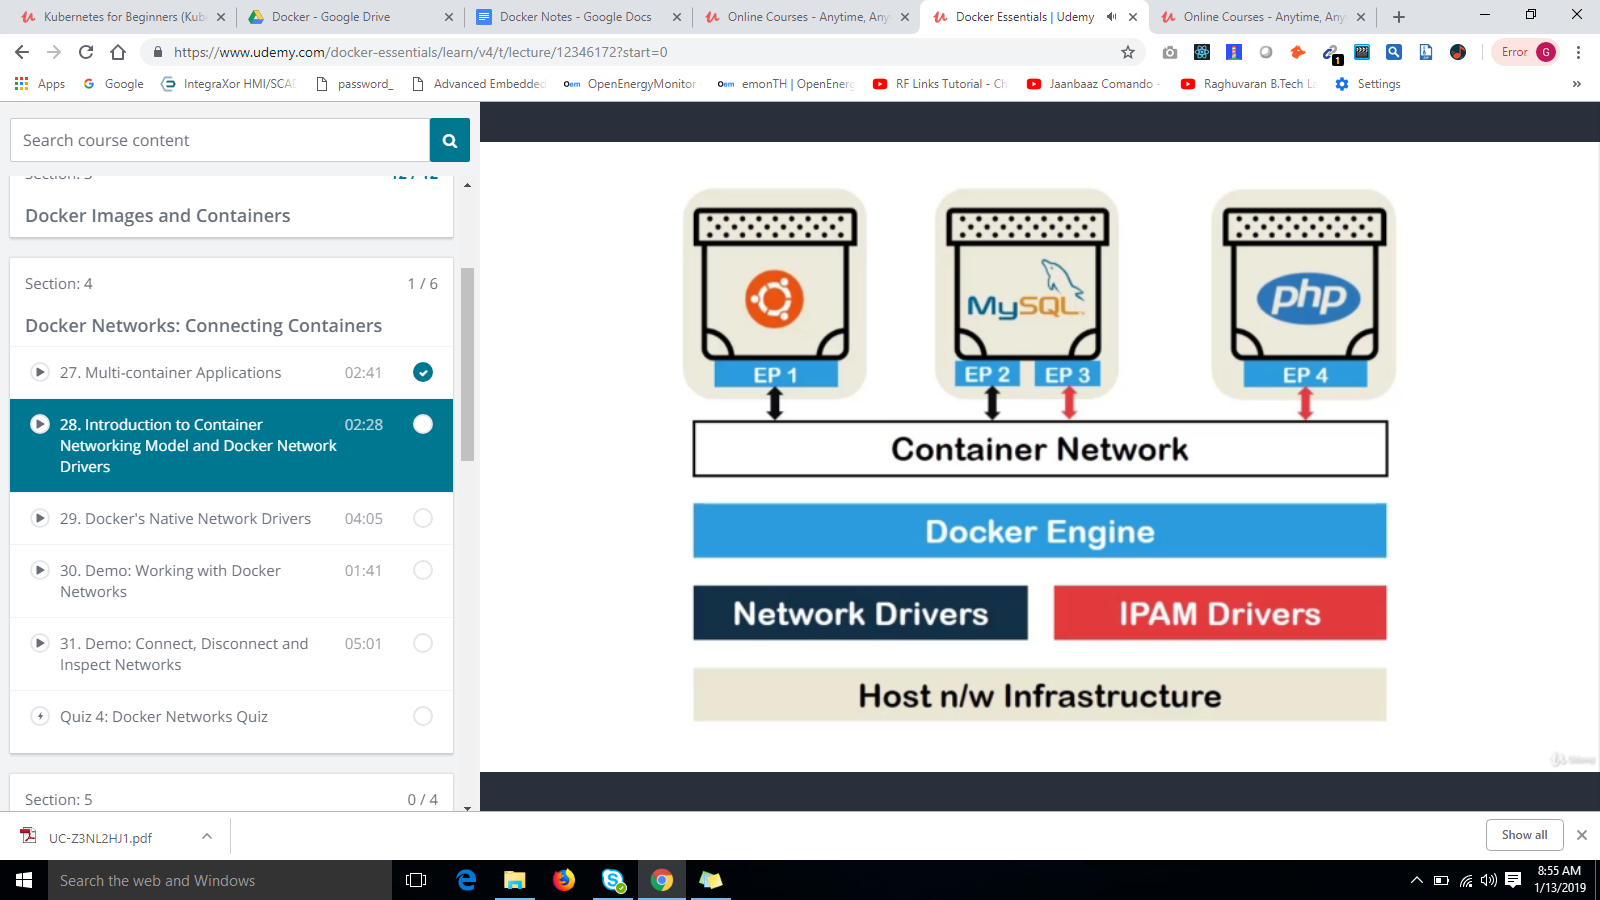 Kubernetes for Beginners (Kub
Docker - Google Drive
Docker Notes - Google Docs
Online Courses - Anytime, Any
Docker Essentials | Udemy
Online Courses - Anytime, Any
https://www.udemy.com/docker-essentials/learn/v4/t/lecture/12346172?start=0
1
Error
G
Apps
Google
IntegraXor HMI/SCA
password_
Advanced Embedded
OpenEnergyMonitor
emonTH | OpenEnerg
RF Links Tutorial - Ch
Jaanbaaz Comando -
Raghuvaran B.Tech La
Settings
»
Search course content
12 / 12
Docker Images and Containers
Section: 4
1 / 6
Docker Networks: Connecting Containers
27. Multi-container Applications
02:41
28. Introduction to Container
02:28
Networking Model and Docker Network
Drivers
29. Docker's Native Network Drivers
04:05
30. Demo: Working with Docker
01:41
Networks
31. Demo: Connect, Disconnect and
05:01
Inspect Networks
Quiz 4: Docker Networks Quiz
Section: 5
0 / 4
MySQL
php
EP 1
EP 2
EP 3
EP 4
Container Network
Docker Engine
Network Drivers
IPAM Drivers
Host n/w Infrastructure
Udemy
UC-Z3NL2HJ1.pdf
Show all
Search the web and Windows
8:55 AM
1/13/2019